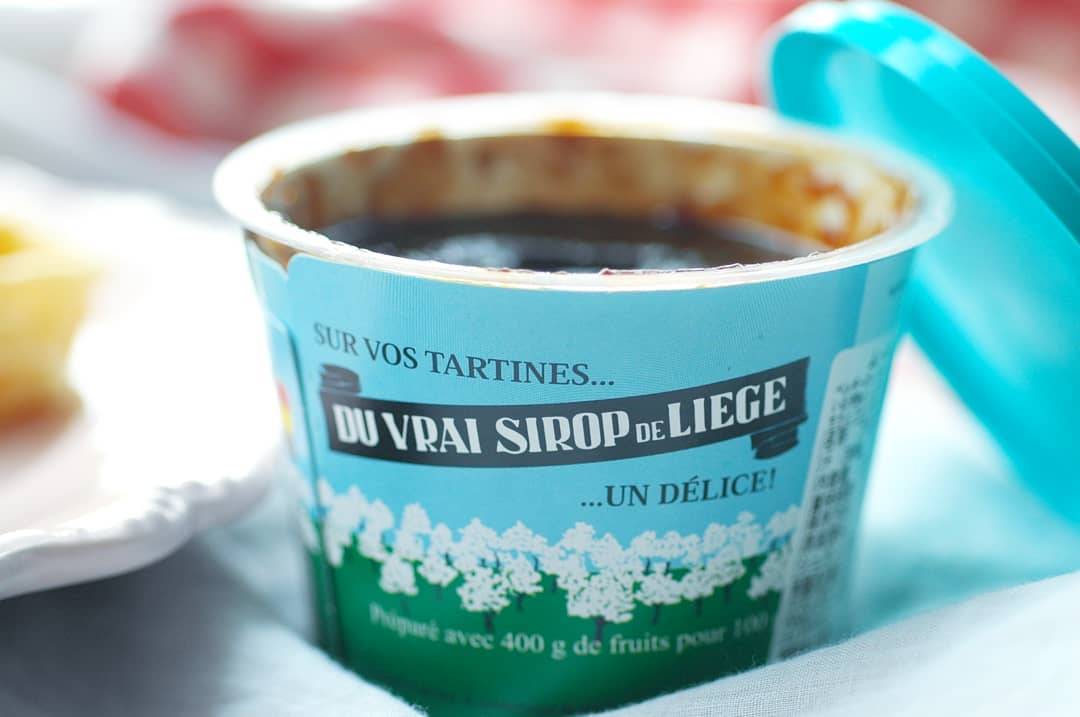 SUR VOS TARTINES...
DU VRAI SIROP DE LIEGE
...UN DÉLICE!
Préparé avec 400 g de fruits pour 100